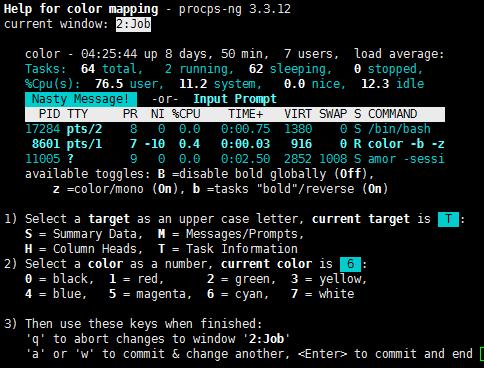 Help for color mapping - procps-ng 3.3.12
current window: 2:Job
color - 04:25:44 up 8 days, 50 min,  7 users,  load average:
Tasks:  64 total,   2 running,  62 sleeping,   0 stopped,
%Cpu(s):  76.5 user,  11.2 system,   0.0 nice,  12.3 idle
Nasty Message!  -or-  Input Prompt
PID TTY      PR  NI %CPU    TIME+   VIRT SWAP S COMMAND
17284 pts/2     8   0  0.0   0:00.75  1380    0 S /bin/bash
8601 pts/1     7 -10  0.4   0:00.03   916    0 R color -b -z
11005 ?         9   0  0.0   0:02.50  2852 1008 S amor -sessi
available toggles: B =disable bold globally (Off),
z =color/mono (On), b =tasks "bold"/reverse (On)
1) Select a target as an upper case letter, current target is  T :
S = Summary Data,  M = Messages/Prompts,
H = Column Heads,  T = Task Information
2) Select a color as a number, current color is  6 :
0 = black,  1 = red,      2 = green,  3 = yellow,
4 = blue,   5 = magenta,  6 = cyan,   7 = white
3) Then use these keys when finished:
'q' to abort changes to window '2:Job'
'a' or 'w' to commit & change another, <Enter> to commit and end